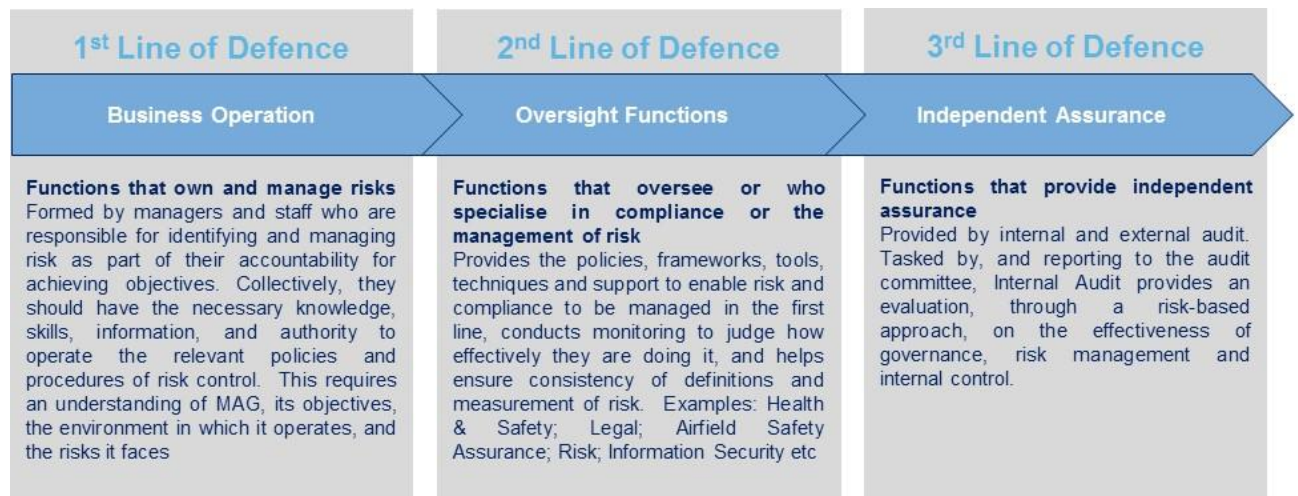 1st Line of Defence
Business Operation
Functions that own and manage risks
Formed by managers and staff who are
responsible for identifying and managing
risk as part of their accountability for
achieving objectives. Collectively, they
should have the necessary knowledge,
skills, information, and authority to
operate the relevant policies and
procedures of risk control. This requires
an understanding of MAG, its objectives,
the environment in which it operates, and
the risks it faces
2nd Line of Defence
Oversight Functions
Functions that oversee or who
specialise in compliance or the
management of risk
Provides the policies, frameworks, tools,
techniques and support to enable risk and
compliance to be managed in the first
line, conducts monitoring to judge how
effectively they are doing it, and helps
ensure consistency of definitions and
measurement of risk. Examples: Health
& Safety; Legal; Airfield Safety
Assurance; Risk; Information Security etc
3rd Line of Defence
Independent Assurance
Functions that provide independent
assurance
Provided by internal and external audit.
Tasked by, and reporting to the audit
committee, Internal Audit provides an
evaluation, through a risk-based
approach, on the effectiveness of
governance, risk management and
internal control.